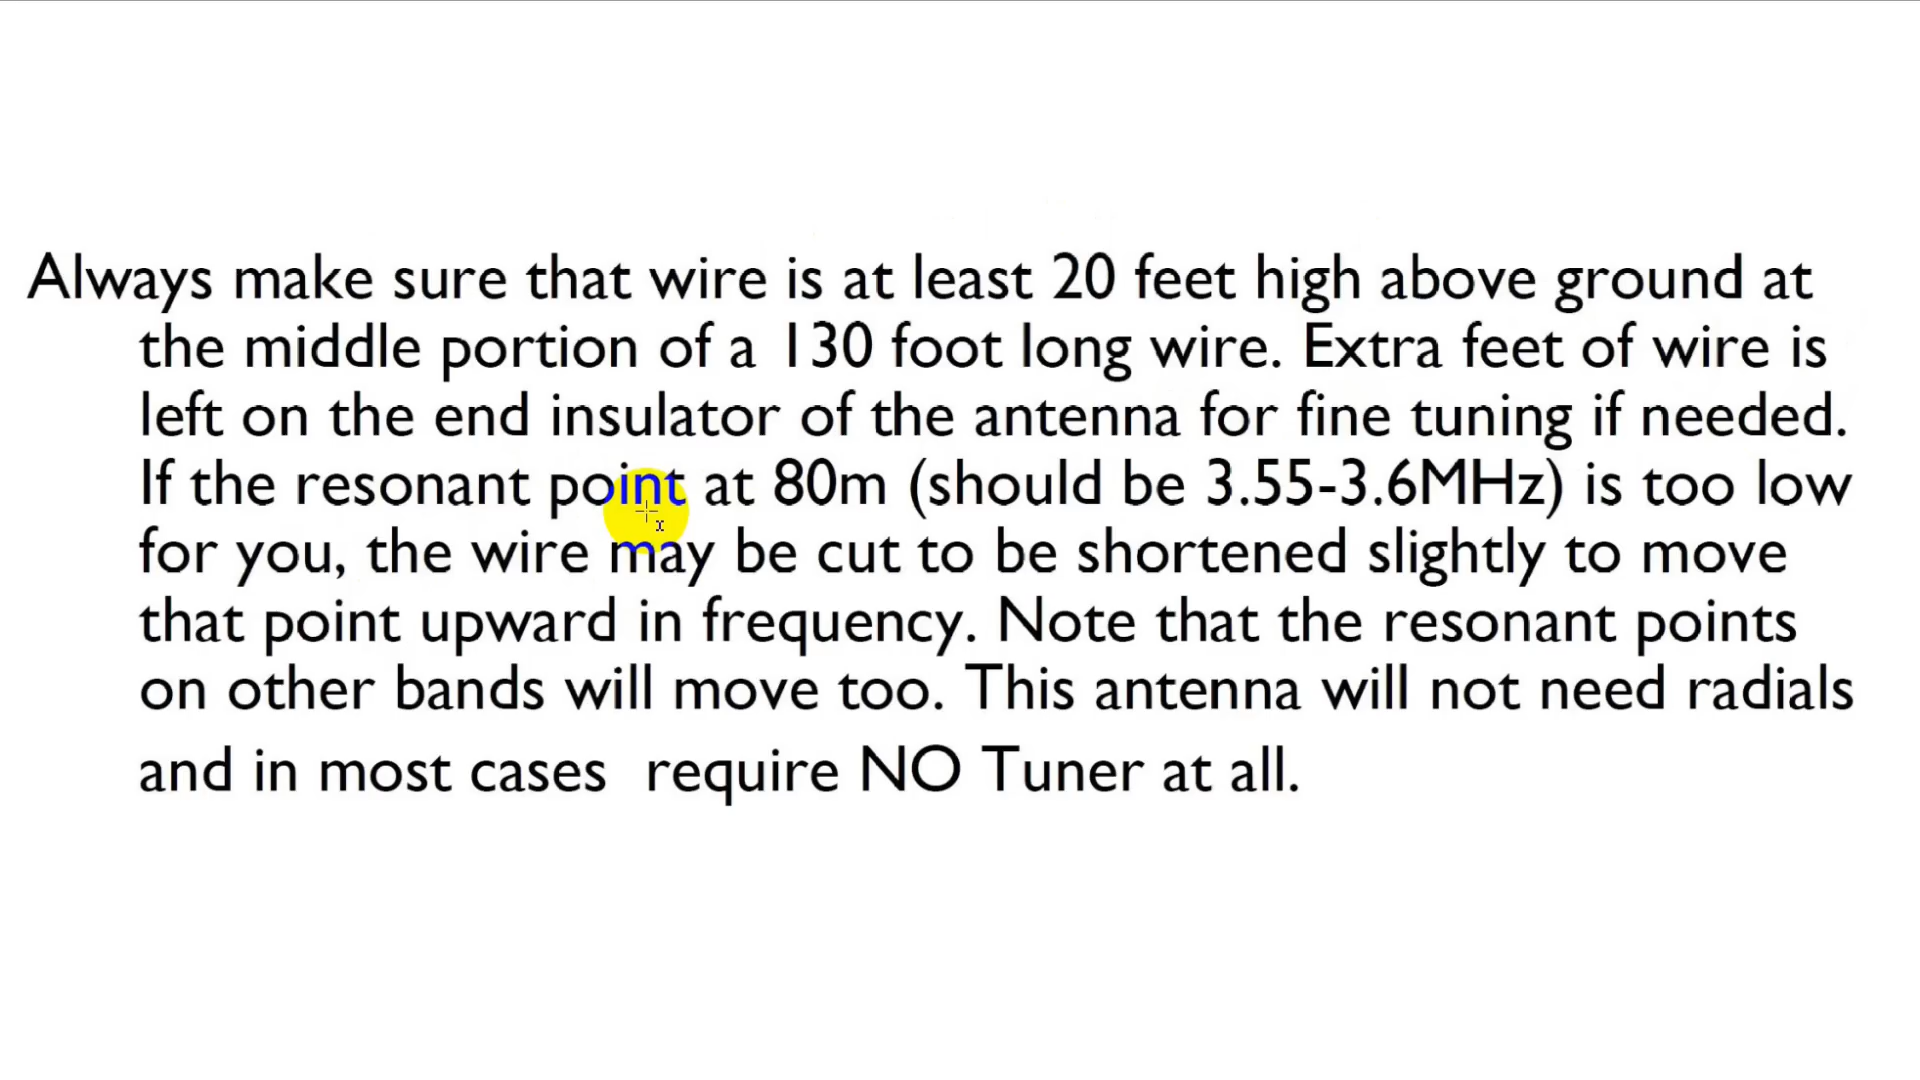 Always make sure that wire is at least 20 feet high above ground at
the middle portion of a 130 foot long wire. Extra feet of wire is
left on the end insulator of the antenna for fine tuning if needed.
If the resonant point at 80m (should be 3.55-3.6MHz) is too low
for you, the wire may be cut to be shortened slightly to move
that point upward in frequency. Note that the resonant points
on other bands will move too. This antenna will not need radials
and in most cases require NO Tuner at all.